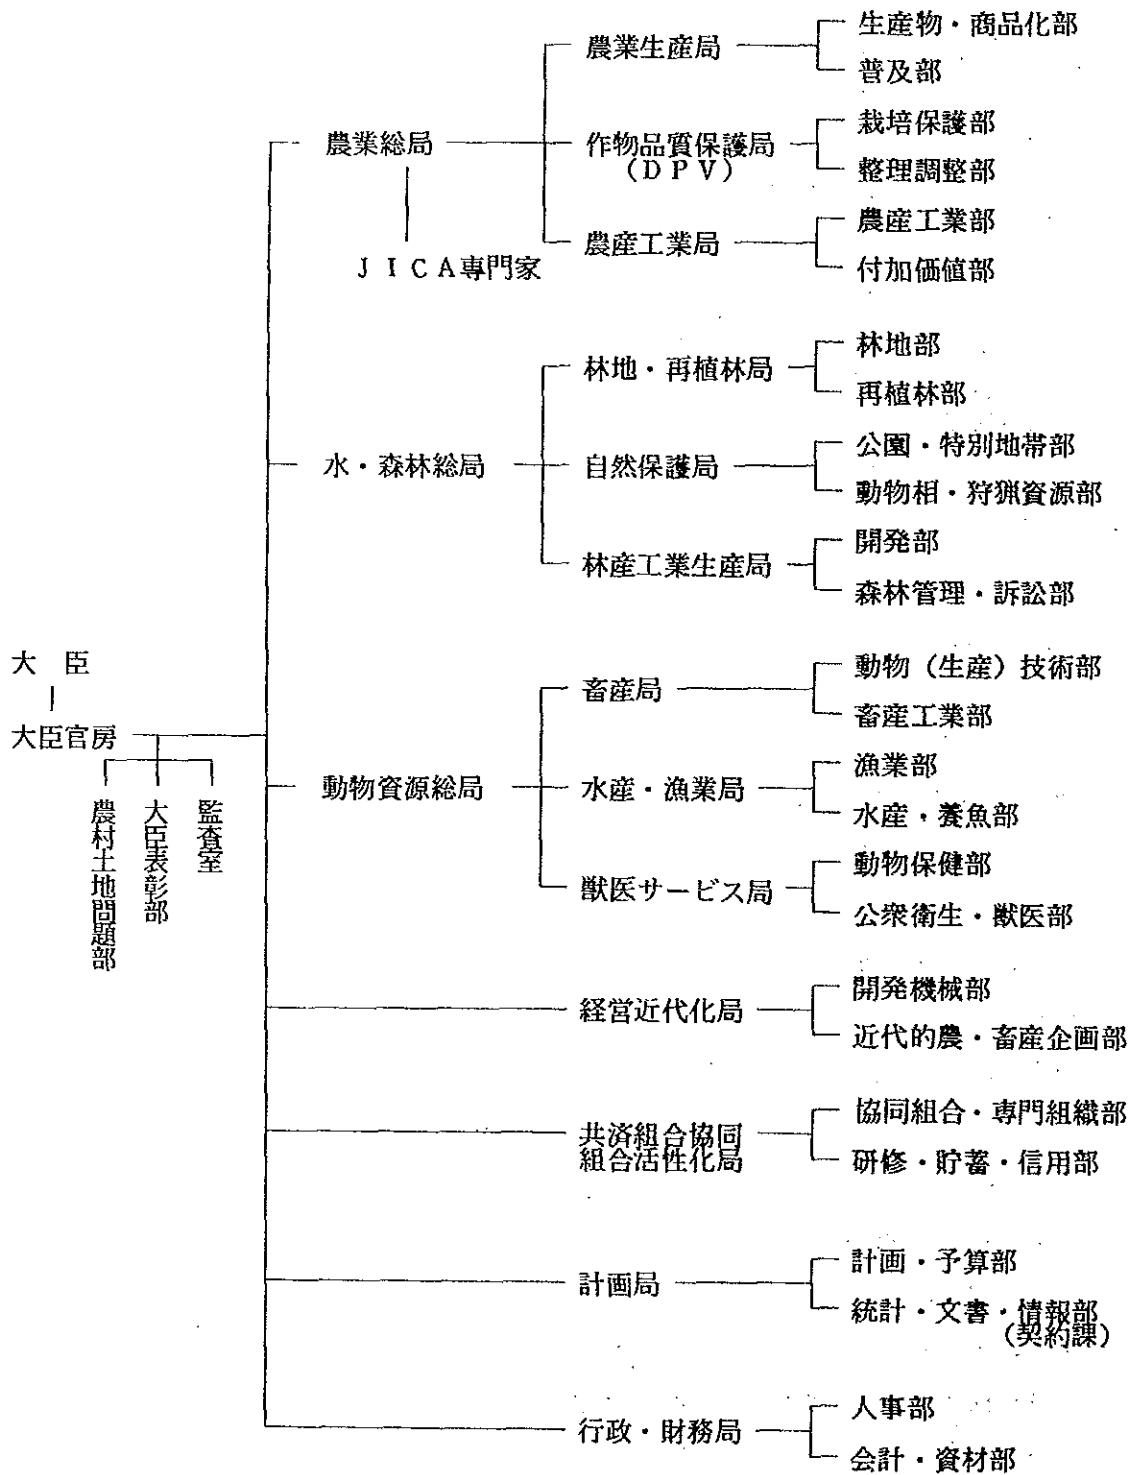 生産物・商品化部
農業生産局
普及部
栽培保護部
農業総局
作物品質保護局
(DPV)
整理調整部
農産工業部
農産工業局
JICA専門家
付加価値部
林地部
林地・再植林局
再植林部
公園・特別地帯部
水・森林総局
自然保護局
動物相・狩猟資源部
開発部
林産工業生産局
森林管理・訴訟部
大 臣
動物（生産）技術部
畜産局
畜産工業部
大臣官房
漁業部
動物資源総局
水産・漁業局
水産・養魚部
農村土地問題部
大臣表彰部
監査室
動物保健部
獣医サービス局
公衆衛生・獣医部
開発機械部
経営近代化局
近代的農・畜産企画部
協同組合・専門組織部
共済組合協同
組合活性化局
研修・貯蓄・信用部
計画・予算部
計画局
統計・文書・情報部
(契約課)
人事部
行政・財務局
会計・資材部